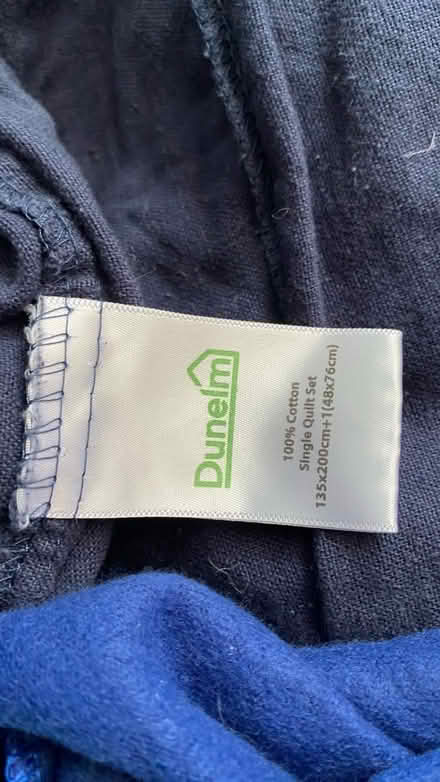 Dunelm
100% Cotton
Single Quilt Set
135x200cm+1(48x76cm)